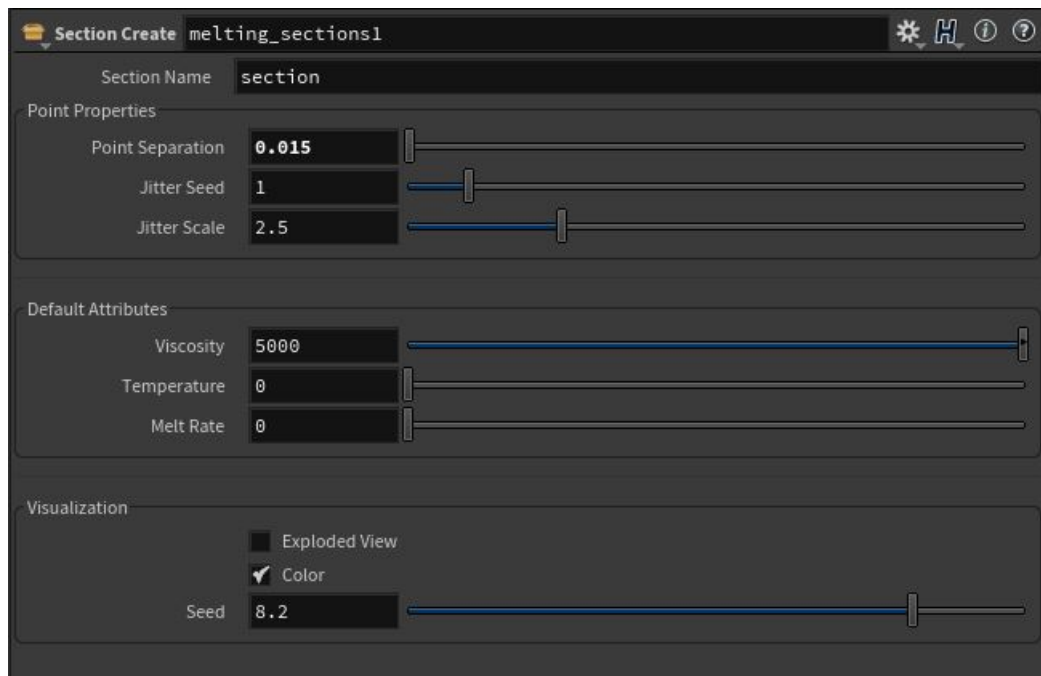 Section Create melting_sections1
Section Name section
Point Properties
Point Separation 0.015
Jitter Seed 1
Jitter Scale 2.5
Default Attributes
Viscosity 5000
Temperature 0
Melt Rate 0
Visualization
Exploded View
Color
Seed 8.2